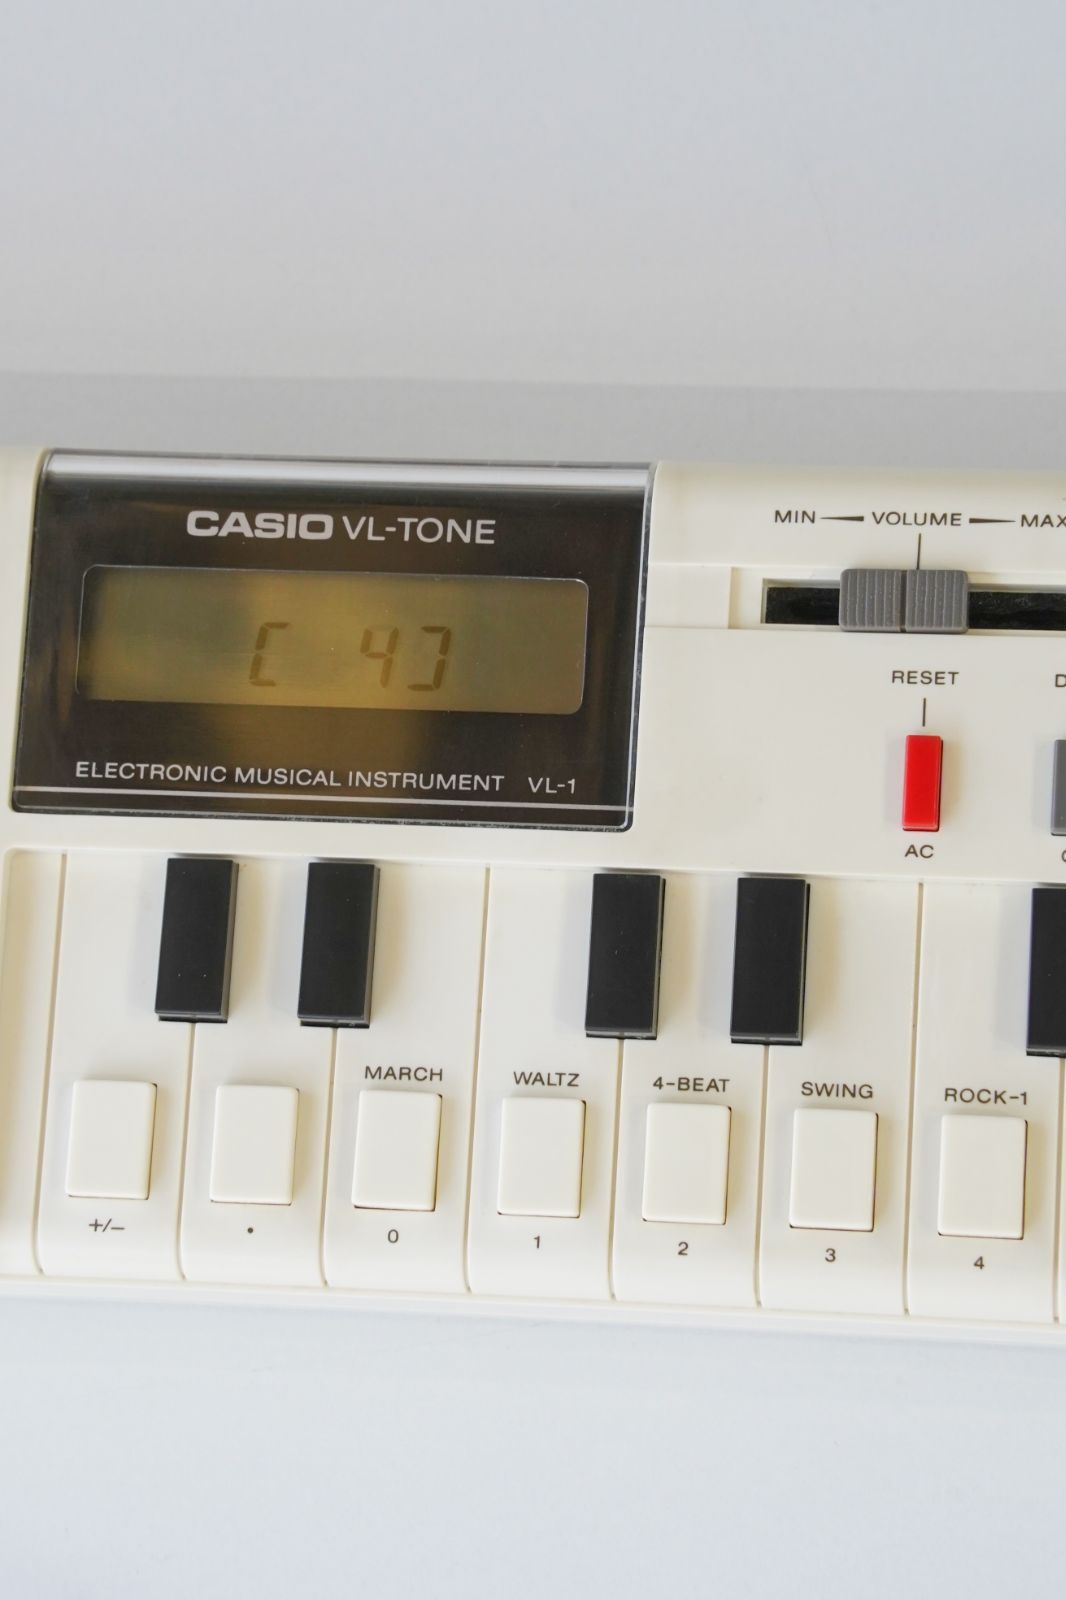 CASIO VL-TONE
[ 4]
ELECTRONIC MUSICAL INSTRUMENT VL-1
MIN VOLUME MAX
RESET
AC
MARCH
WALTZ
4-BEAT
SWING
ROCK-1
+/−
•
0
1
2
3
4